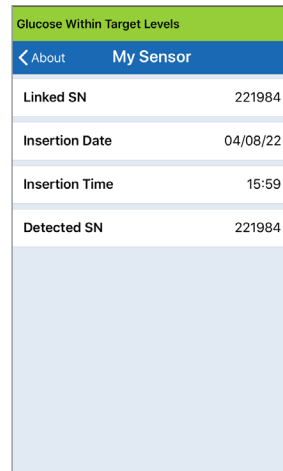 Glucose Within Target Levels
About My Sensor
Linked SN 221984
Insertion Date 04/08/22
Insertion Time 15:59
Detected SN 221984